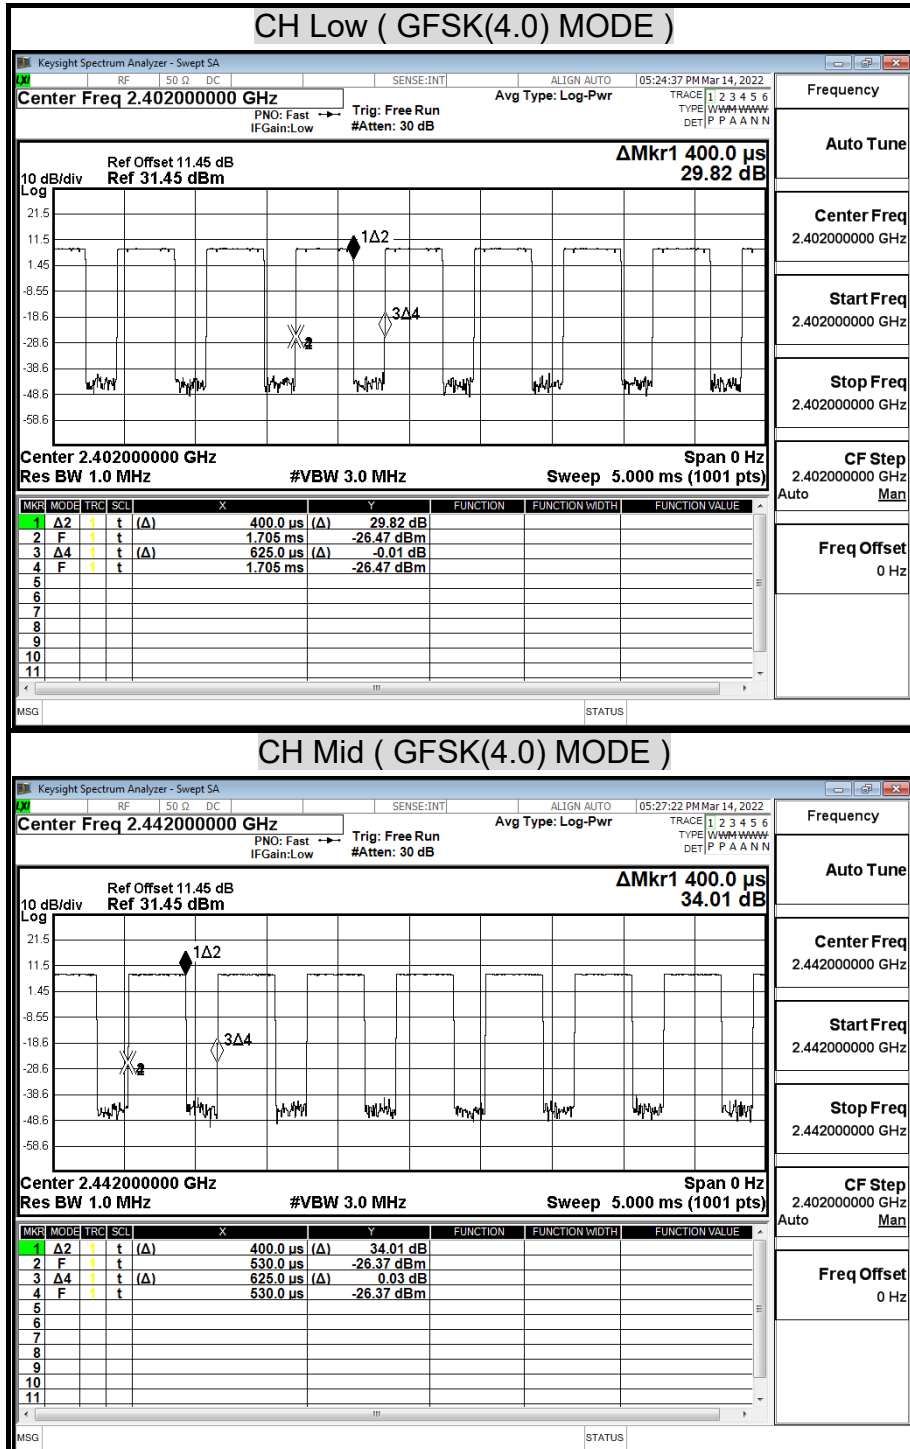 CH Low ( GFSK(4.0) MODE )
Keysight Spectrum Analyzer - Swept SA
LXI RF 50 Ω DC SENSE:INT ALIGN AUTO 05:24:37 PM Mar 14, 2022
Center Freq 2.402000000 GHz
PNO: Fast
IFGain:Low
Trig: Free Run
#Atten: 30 dB
Avg Type: Log-Pwr
TRACE 1 2 3 4 5 6
TYPE WWMWWW
DET P P A A N N
ΔMkr1 400.0 µs
29.82 dB
Ref Offset 11.45 dB
10 dB/div Ref 31.45 dBm
Log
21.5
11.5
1.45
-8.55
-18.6
-28.6
-38.6
-48.6
-58.6
1Δ2
3Δ4
Center 2.402000000 GHz Span 0 Hz
Res BW 1.0 MHz #VBW 3.0 MHz Sweep 5.000 ms (1001 pts)
MKR MODE TRC SCL X Y FUNCTION FUNCTION WIDTH FUNCTION VALUE
1 Δ2 1 t (Δ) 400.0 µs (Δ) 29.82 dB
2 F 1 t 1.705 ms -26.47 dBm
3 Δ4 1 t (Δ) 625.0 µs (Δ) -0.01 dB
4 F 1 t 1.705 ms -26.47 dBm
5
6
7
8
9
10
11
MSG STATUS
Frequency
Auto Tune
Center Freq
2.402000000 GHz
Start Freq
2.402000000 GHz
Stop Freq
2.402000000 GHz
CF Step
2.402000000 GHz
Auto Man
Freq Offset
0 Hz
CH Mid ( GFSK(4.0) MODE )
Keysight Spectrum Analyzer - Swept SA
LXI RF 50 Ω DC SENSE:INT ALIGN AUTO 05:27:22 PM Mar 14, 2022
Center Freq 2.442000000 GHz
PNO: Fast
IFGain:Low
Trig: Free Run
#Atten: 30 dB
Avg Type: Log-Pwr
TRACE 1 2 3 4 5 6
TYPE WWMWWW
DET P P A A N N
ΔMkr1 400.0 µs
34.01 dB
Ref Offset 11.45 dB
10 dB/div Ref 31.45 dBm
Log
21.5
11.5
1.45
-8.55
-18.6
-28.6
-38.6
-48.6
-58.6
1Δ2
3Δ4
Center 2.442000000 GHz Span 0 Hz
Res BW 1.0 MHz #VBW 3.0 MHz Sweep 5.000 ms (1001 pts)
MKR MODE TRC SCL X Y FUNCTION FUNCTION WIDTH FUNCTION VALUE
1 Δ2 1 t (Δ) 400.0 µs (Δ) 34.01 dB
2 F 1 t 530.0 µs -26.37 dBm
3 Δ4 1 t (Δ) 625.0 µs (Δ) 0.03 dB
4 F 1 t 530.0 µs -26.37 dBm
5
6
7
8
9
10
11
MSG STATUS
Frequency
Auto Tune
Center Freq
2.442000000 GHz
Start Freq
2.442000000 GHz
Stop Freq
2.442000000 GHz
CF Step
2.402000000 GHz
Auto Man
Freq Offset
0 Hz